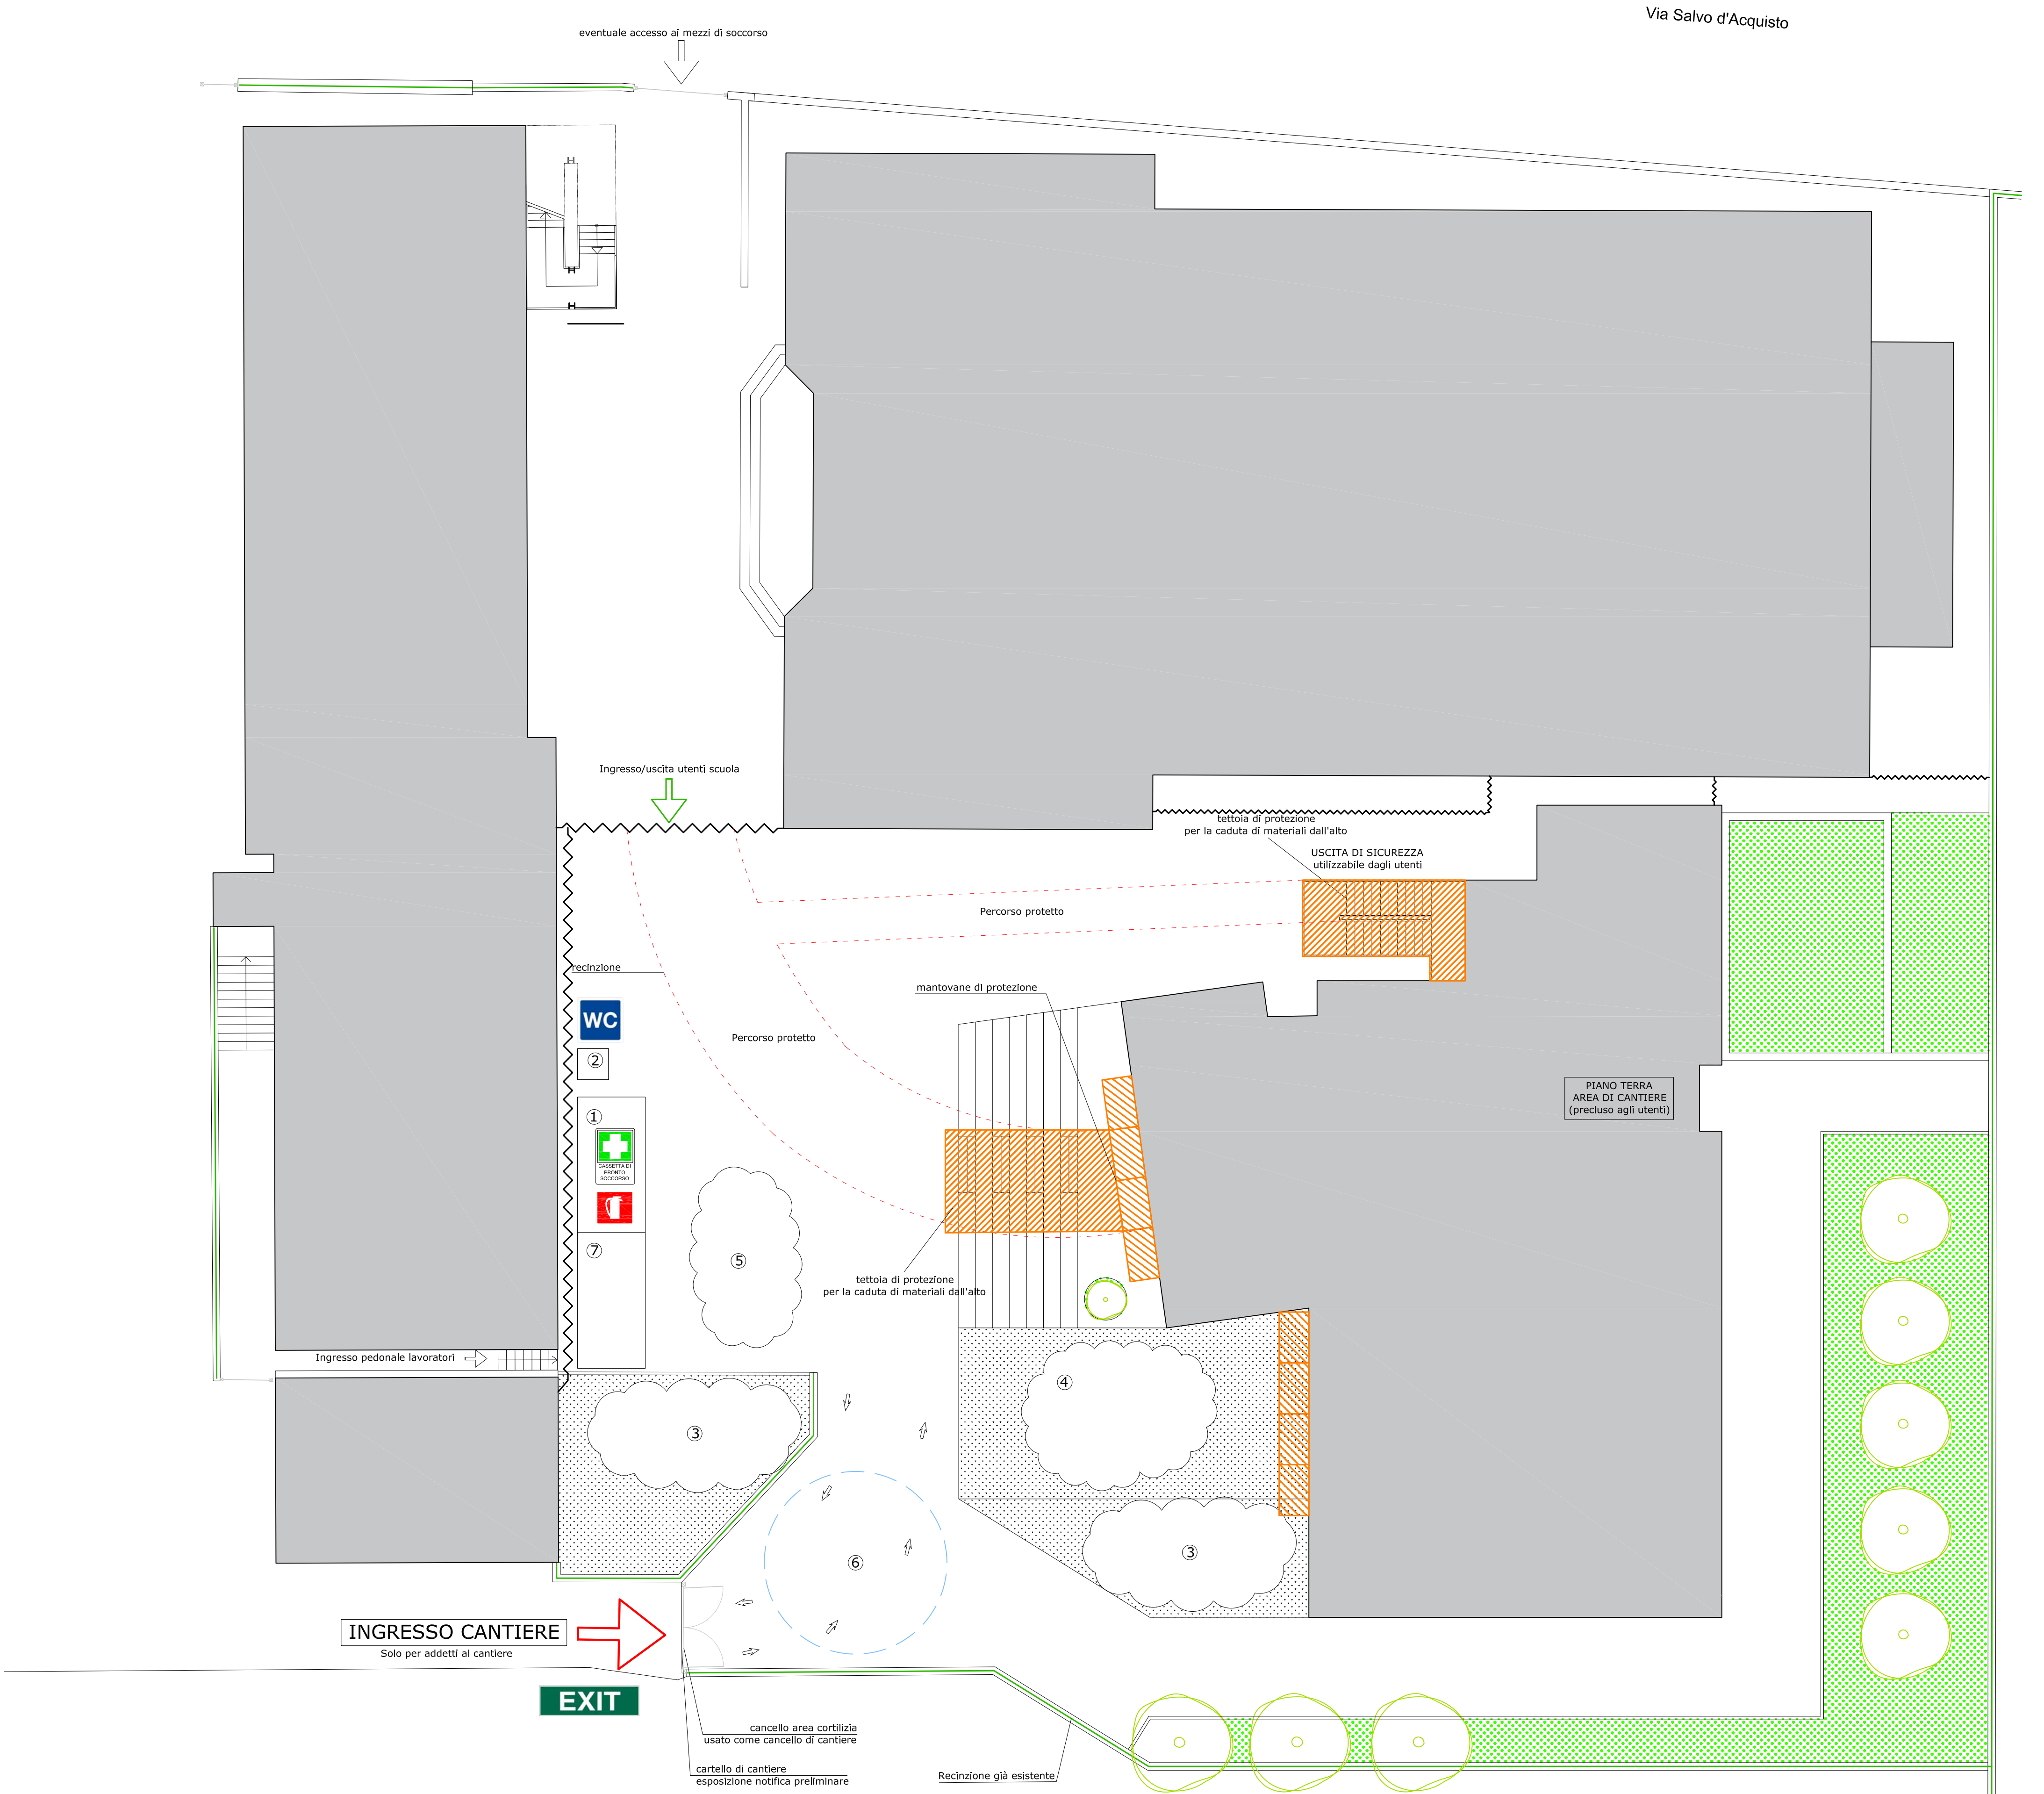 Via Salvo d'Acquisto
eventuale accesso ai mezzi di soccorso
Ingresso/uscita utenti scuola
tettoia di protezione
per la caduta di materiali dall'alto
USCITA DI SICUREZZA
utilizzabile dagli utenti
Percorso protetto
recinzione
mantovane di protezione
WC
Percorso protetto
2
PIANO TERRA
AREA DI CANTIERE
(precluso agli utenti)
1
CASSETTA DI
PRONTO
SOCCORSO
7
5
tettoia di protezione
per la caduta di materiali dall'alto
Ingresso pedonale lavoratori
4
3
3
6
INGRESSO CANTIERE
Solo per addetti al cantiere
EXIT
cancello area cortilizia
usato come cancello di cantiere
cartello di cantiere
esposizione notifica preliminare
Recinzione già esistente